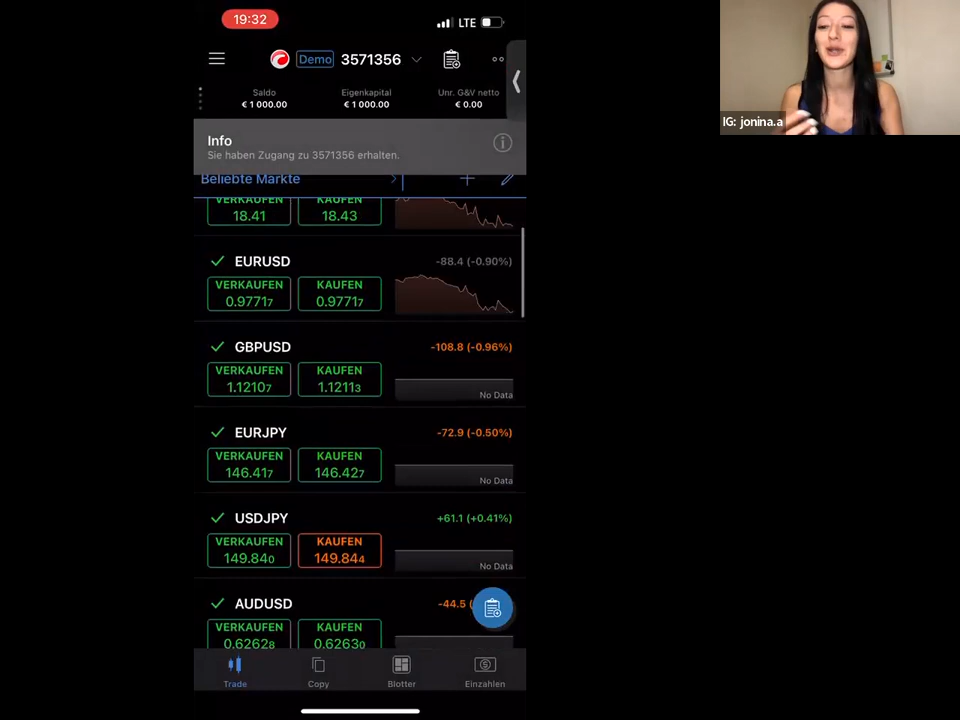 19:32
LTE
Demo 3571356
Saldo Eigenkapital Unr. G&V netto
€ 1 000.00 € 1 000.00 € 0.00
Info
Sie haben Zugang zu 3571356 erhalten.
Beliebte Märkte
VERKAUFEN KAUFEN
18.41 18.43
EURUSD -88.4 (-0.90%)
VERKAUFEN KAUFEN
0.97717 0.97717
GBPUSD -108.8 (-0.96%)
VERKAUFEN KAUFEN
1.12107 1.12113
No Data
EURJPY -72.9 (-0.50%)
VERKAUFEN KAUFEN
146.417 146.427
No Data
USDJPY +61.1 (+0.41%)
VERKAUFEN KAUFEN
149.840 149.844
No Data
AUDUSD -44.5 (
VERKAUFEN KAUFEN
0.62628 0.62630
Trade Copy Blotter Einzahlen
IG: jonina.a